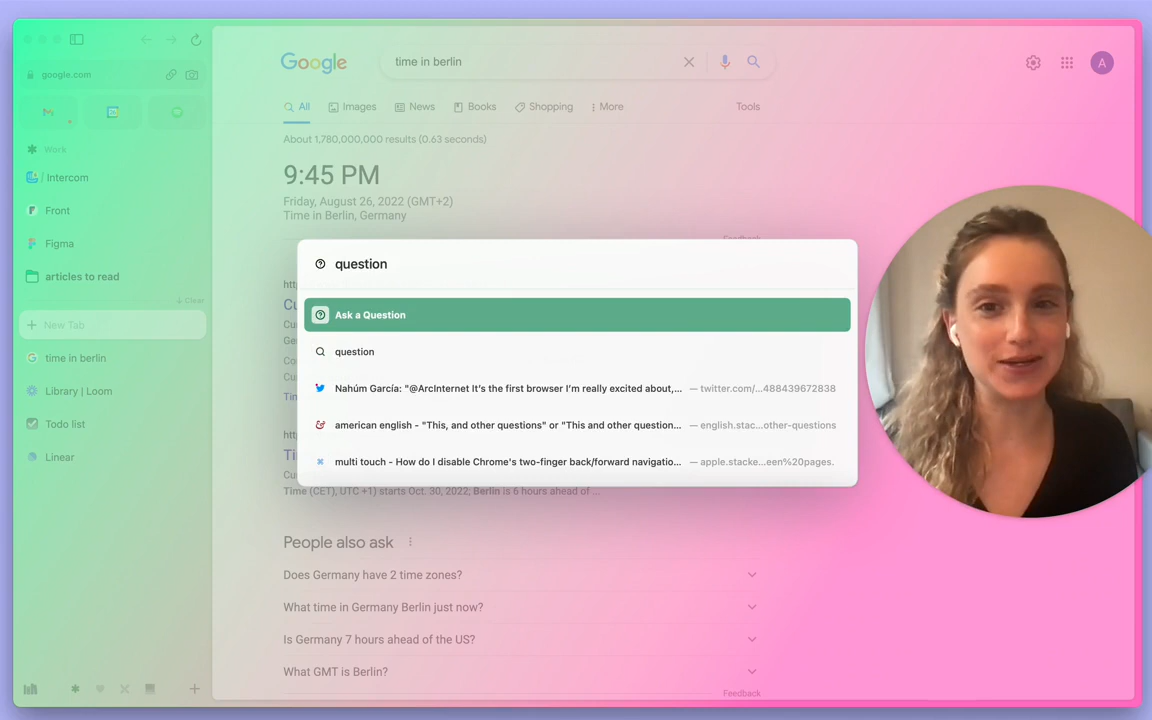 google.com
Work
/ Intercom
Front
Figma
articles to read
↓ Clear
+ New Tab
time in berlin
Library | Loom
Todo list
Linear
Google
time in berlin
A
All
Images
News
Books
Shopping
More
Tools
About 1,780,000,000 results (0.63 seconds)
9:45 PM
Friday, August 26, 2022 (GMT+2)
Time in Berlin, Germany
Feedback
question
Ask a Question
question
Nahúm García: "@ArcInternet It's the first browser I'm really excited about,... — twitter.com/...488439672838
american english - "This, and other questions" or "This and other question... — english.stac...other-questions
multi touch - How do I disable Chrome's two-finger back/forward navigatio... — apple.stacke...een%20pages.
Time (CET), UTC +1) starts Oct. 30, 2022; Berlin is 6 hours ahead of ...
People also ask
Does Germany have 2 time zones?
What time in Germany Berlin just now?
Is Germany 7 hours ahead of the US?
What GMT is Berlin?
Feedback